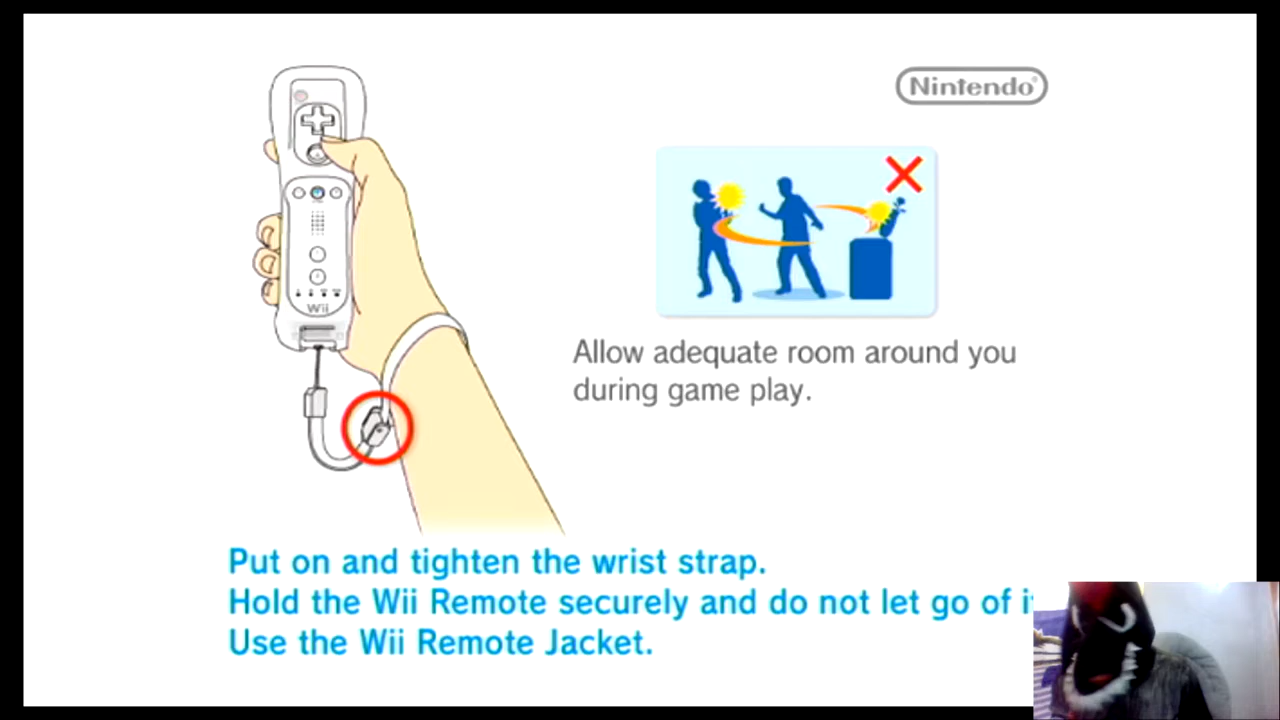 Nintendo®
Wii
Allow adequate room around you
during game play.
Put on and tighten the wrist strap.
Hold the Wii Remote securely and do not let go of
Use the Wii Remote Jacket.